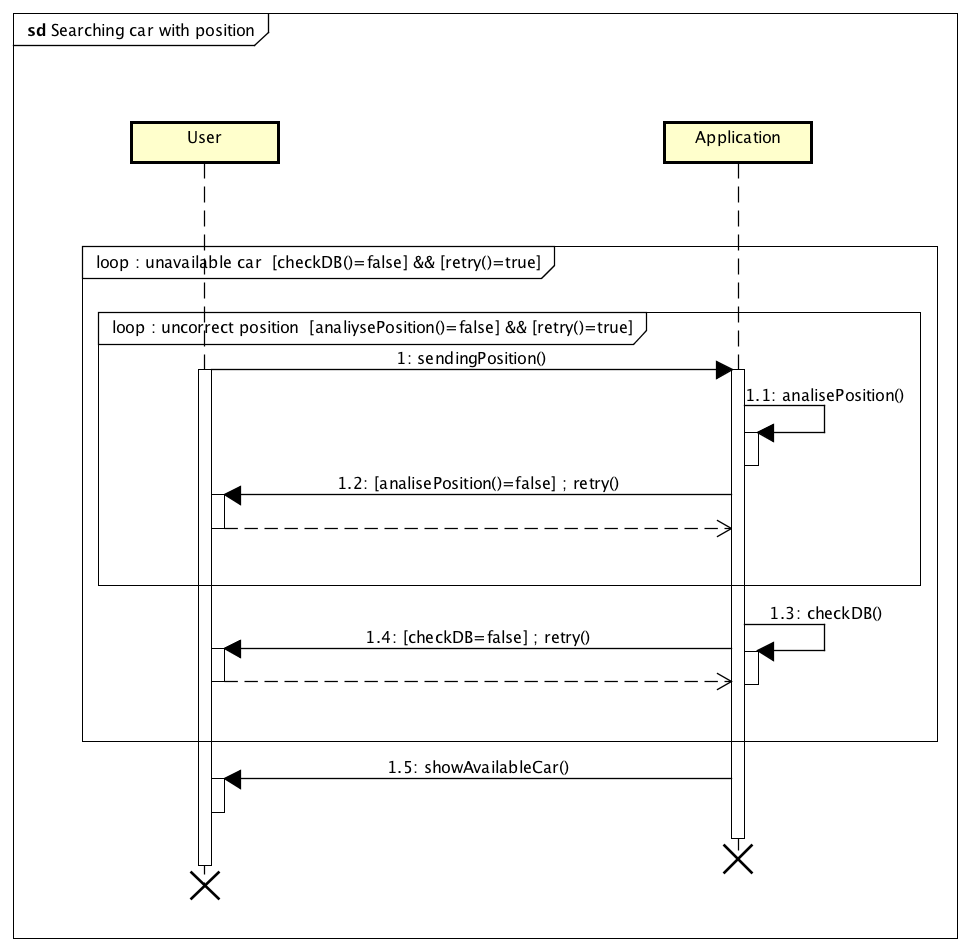 sd Searching car with position
User
Application
loop : unavailable car [checkDB()=false] && [retry()=true]
loop : uncorrect position [analiysePosition()=false] && [retry()=true]
1: sendingPosition()
1.1: analisePosition()
1.2: [analisePosition()=false] ; retry()
1.3: checkDB()
1.4: [checkDB=false] ; retry()
1.5: showAvailableCar()